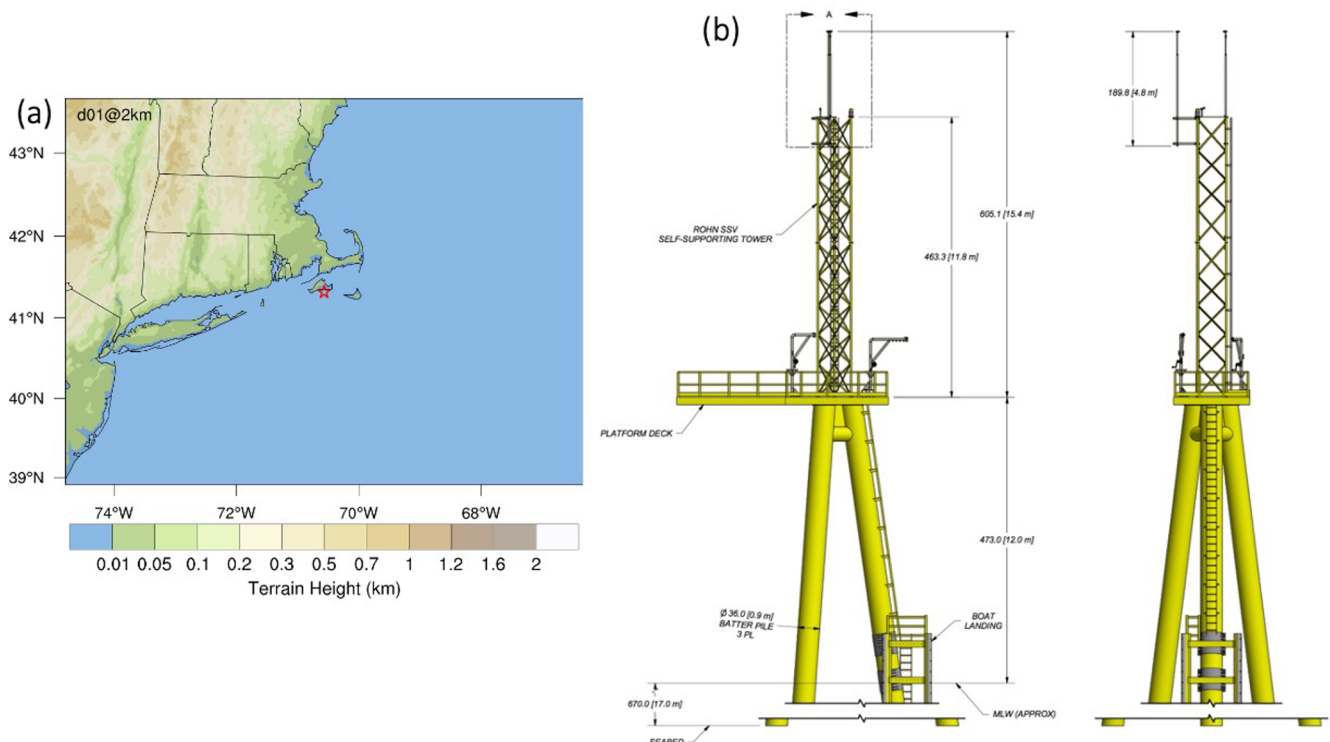 (a)
d01@2km
43°N
42°N
41°N
40°N
39°N
74°W 72°W 70°W 68°W
0.01 0.05 0.1 0.2 0.3 0.5 0.7 1 1.2 1.6 2
Terrain Height (km)
(b)
A
189.8 [4.8 m]
ROHN SSV
SELF-SUPPORTING TOWER
605.1 [15.4 m]
463.3 [11.8 m]
PLATFORM DECK
473.0 [12.0 m]
Ø 36.0 [0.9 m]
BATTER PILE
3 PL
BOAT
LANDING
670.0 [17.0 m]
MLW (APPROX)
SEABED